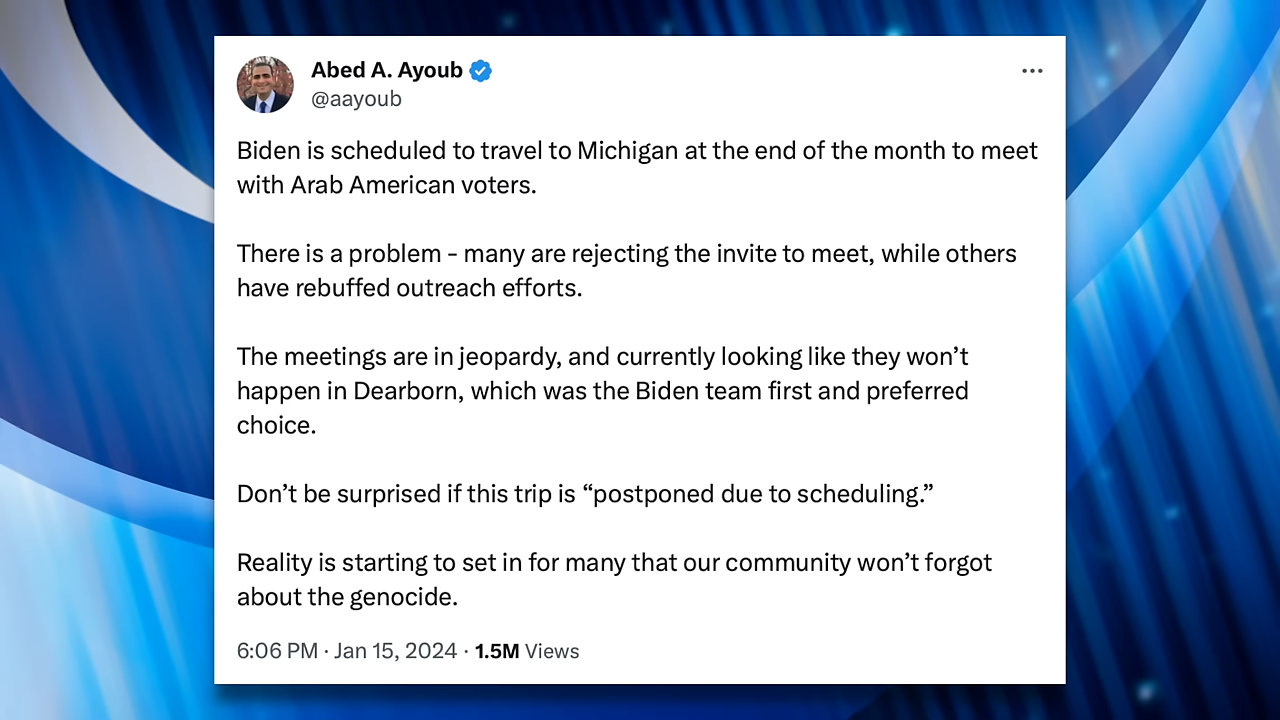 Abed A. Ayoub
@aayoub
Biden is scheduled to travel to Michigan at the end of the month to meet
with Arab American voters.
There is a problem - many are rejecting the invite to meet, while others
have rebuffed outreach efforts.
The meetings are in jeopardy, and currently looking like they won’t
happen in Dearborn, which was the Biden team first and preferred
choice.
Don’t be surprised if this trip is “postponed due to scheduling.”
Reality is starting to set in for many that our community won’t forgot
about the genocide.
6:06 PM · Jan 15, 2024 · 1.5M Views